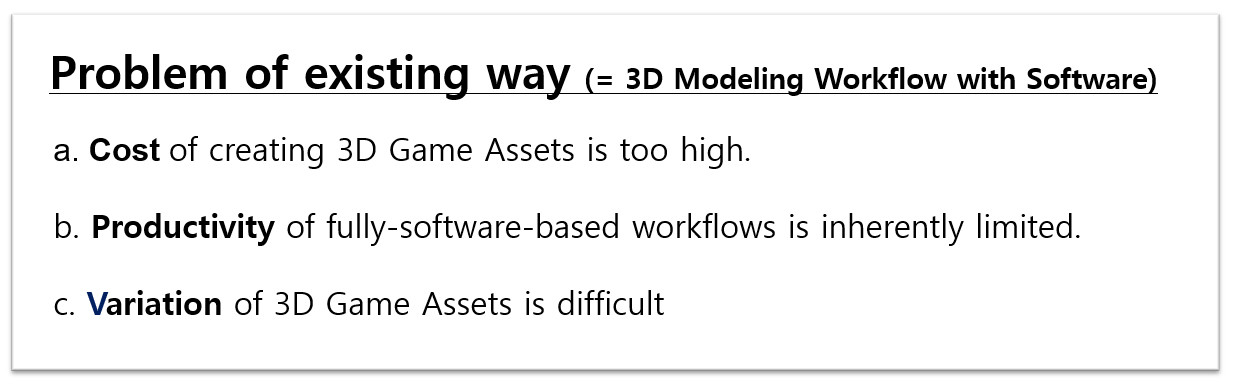 Problem of existing way (= 3D Modeling Workflow with Software)
a. Cost of creating 3D Game Assets is too high.
b. Productivity of fully-software-based workflows is inherently limited.
c. Variation of 3D Game Assets is difficult